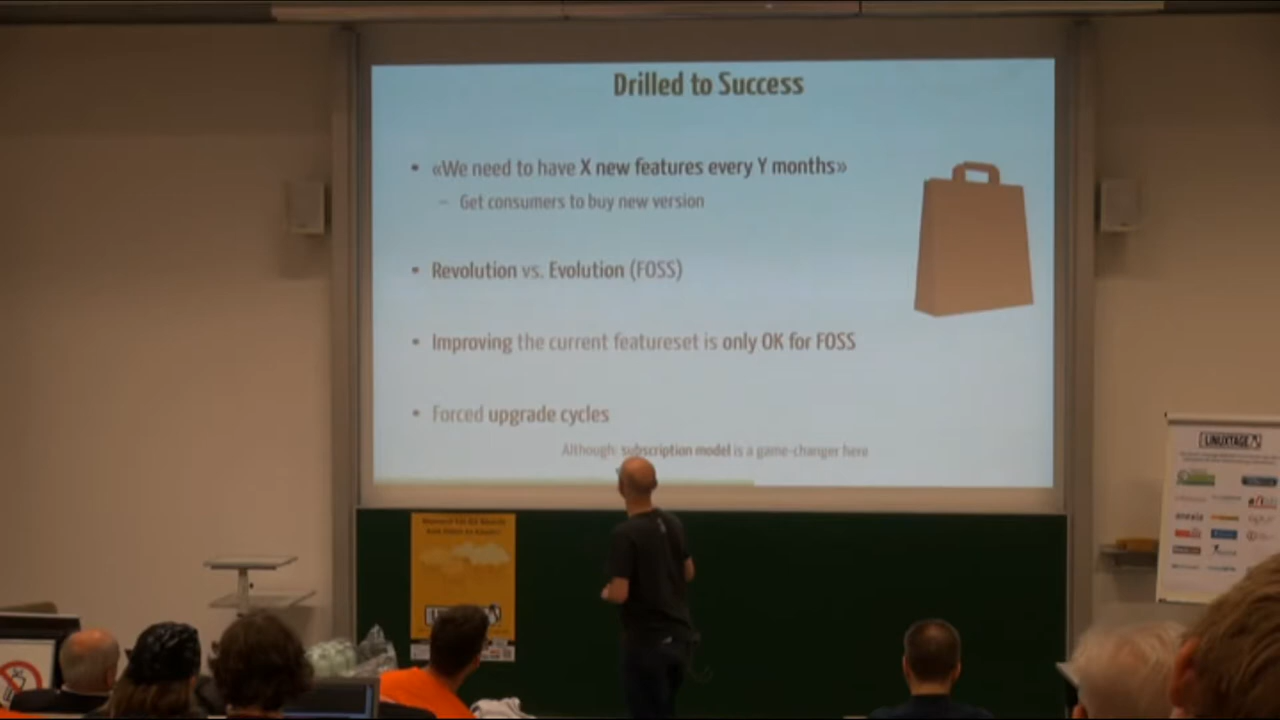 Drilled to Success
• «We need to have X new features every Y months»
– Get consumers to buy new version
• Revolution vs. Evolution (FOSS)
• Improving the current featureset is only OK for FOSS
• Forced upgrade cycles
Although: subscription model is a game-changer here
LINUXTAGE